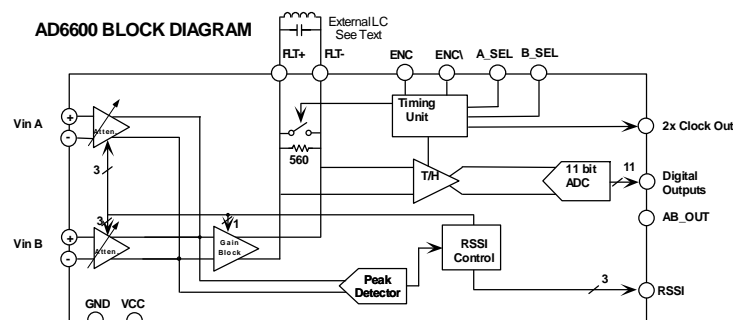 AD6600 BLOCK DIAGRAM
External LC
See Text
FLT+
FLT-
ENC
ENC\
A_SEL
B_SEL
Vin A
+
-
Atten.
Timing
Unit
2x Clock Out
560
3
T/H
11 bit
ADC
11
Digital
Outputs
AB_OUT
3
1
Vin B
+
-
Atten.
Gain
Block
RSSI
Control
Peak
Detector
3
RSSI
GND
VCC